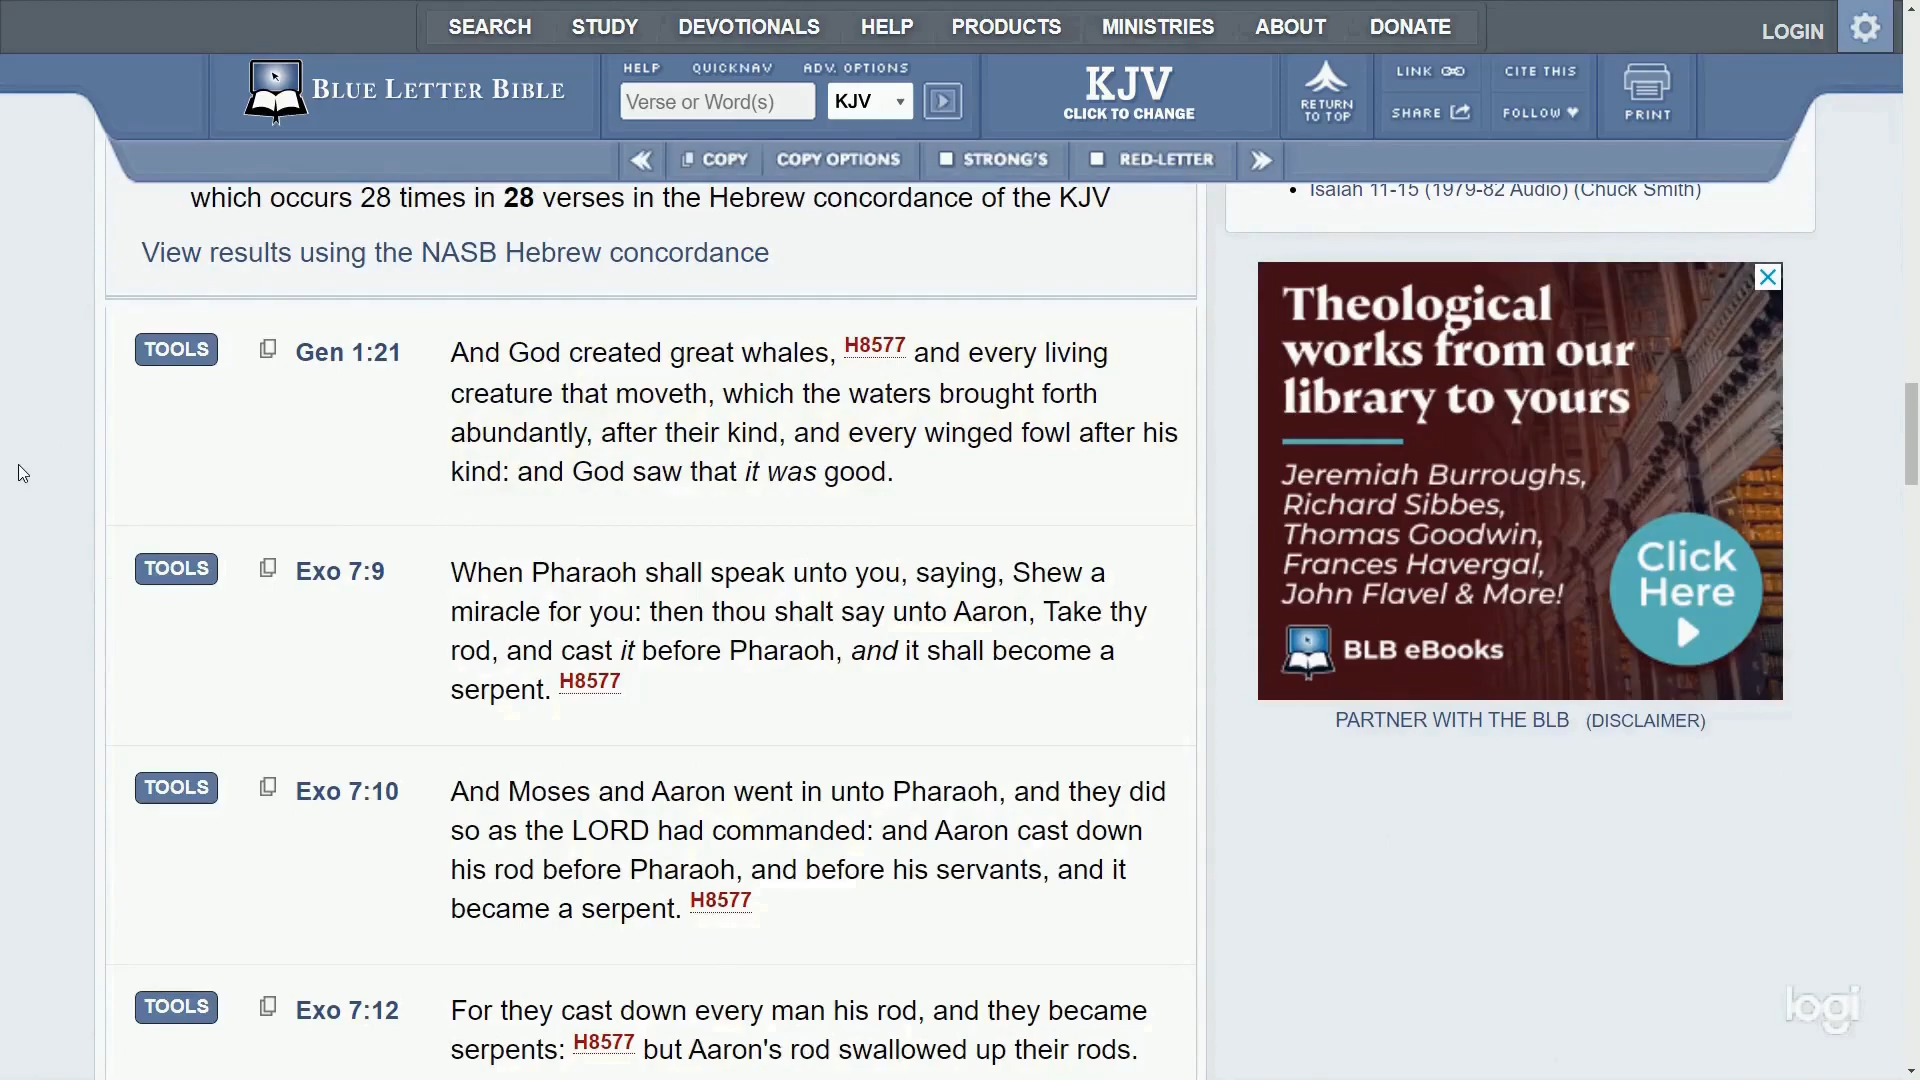 SEARCH STUDY DEVOTIONALS HELP PRODUCTS MINISTRIES ABOUT DONATE
LOGIN
BLUE LETTER BIBLE
HELP QUICKNAV ADV. OPTIONS
Verse or Word(s) KJV
KJV
CLICK TO CHANGE
RETURN
TO TOP
LINK CITE THIS
SHARE FOLLOW
PRINT
COPY COPY OPTIONS STRONG'S RED-LETTER
which occurs 28 times in 28 verses in the Hebrew concordance of the KJV
View results using the NASB Hebrew concordance
TOOLS Gen 1:21 And God created great whales, H8577 and every living
creature that moveth, which the waters brought forth
abundantly, after their kind, and every winged fowl after his
kind: and God saw that it was good.
TOOLS Exo 7:9 When Pharaoh shall speak unto you, saying, Shew a
miracle for you: then thou shalt say unto Aaron, Take thy
rod, and cast it before Pharaoh, and it shall become a
serpent. H8577
TOOLS Exo 7:10 And Moses and Aaron went in unto Pharaoh, and they did
so as the LORD had commanded: and Aaron cast down
his rod before Pharaoh, and before his servants, and it
became a serpent. H8577
TOOLS Exo 7:12 For they cast down every man his rod, and they became
serpents: H8577 but Aaron's rod swallowed up their rods.
Isaiah 11-15 (1979-82 Audio) (Chuck Smith)
Theological
works from our
library to yours
Jeremiah Burroughs,
Richard Sibbes,
Thomas Goodwin,
Frances Havergal,
John Flavel & More!
Click
Here
BLB eBooks
PARTNER WITH THE BLB (DISCLAIMER)
logi